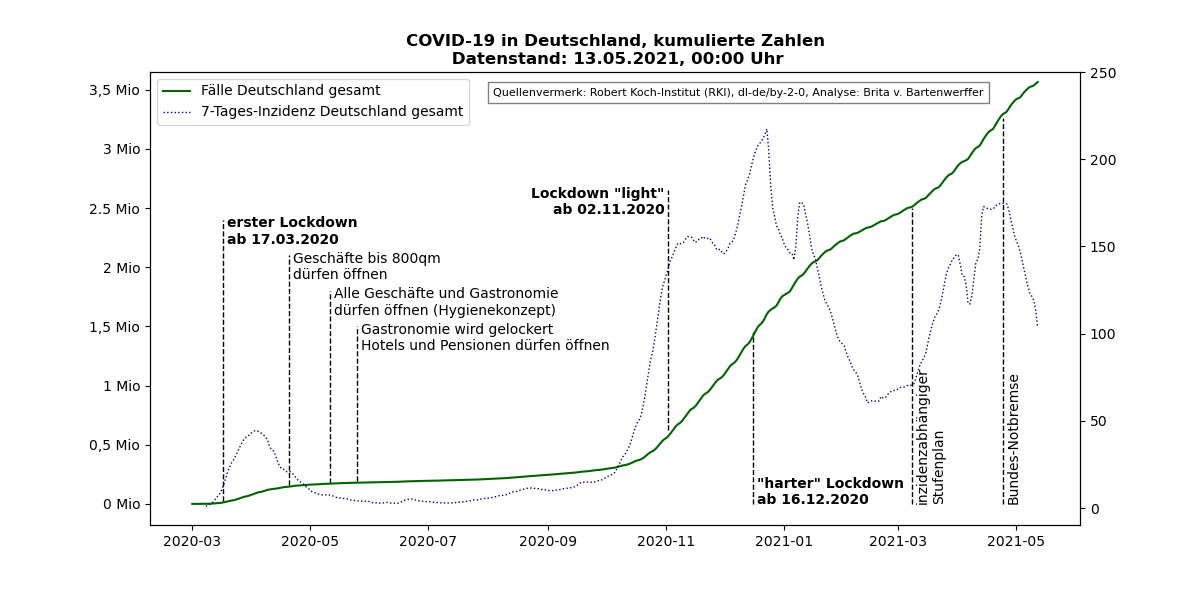 COVID-19 in Deutschland, kumulierte Zahlen
Datenstand: 13.05.2021, 00:00 Uhr
Fälle Deutschland gesamt
7-Tages-Inzidenz Deutschland gesamt
Quellenvermerk: Robert Koch-Institut (RKI), dl-de/by-2-0, Analyse: Brita v. Bartenwerffer
3,5 Mio
3 Mio
2.5 Mio
2 Mio
1,5 Mio
1 Mio
0,5 Mio
0 Mio
250
200
150
100
50
0
erster Lockdown
ab 17.03.2020
Geschäfte bis 800qm
dürfen öffnen
Alle Geschäfte und Gastronomie
dürfen öffnen (Hygienekonzept)
Gastronomie wird gelockert
Hotels und Pensionen dürfen öffnen
Lockdown "light"
ab 02.11.2020
"harter" Lockdown
ab 16.12.2020
inzidenzabhängiger
Stufenplan
Bundes-Notbremse
2020-03
2020-05
2020-07
2020-09
2020-11
2021-01
2021-03
2021-05